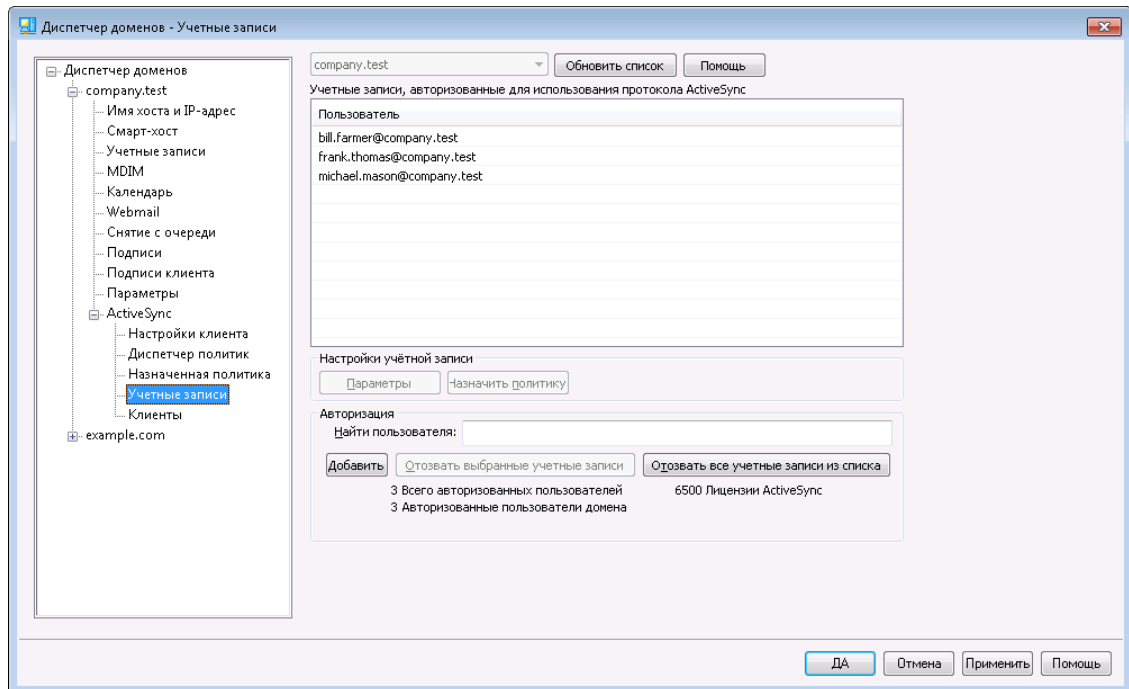 Диспетчер доменов - Учетные записи
Диспетчер доменов
company.test
Имя хоста и IP-адрес
Смарт-хост
Учетные записи
MDIM
Календарь
Webmail
Снятие с очереди
Подписи
Подписи клиента
Параметры
ActiveSync
Настройки клиента
Диспетчер политик
Назначенная политика
Учетные записи
Клиенты
example.com
company.test Обновить список Помощь
Учетные записи, авторизованные для использования протокола ActiveSync
Пользователь
bill.farmer@company.test
frank.thomas@company.test
michael.mason@company.test
Настройки учётной записи
Параметры Назначить политику
Авторизация
Найти пользователя:
Добавить Отозвать выбранные учетные записи Отозвать все учетные записи из списка
3 Всего авторизованных пользователей 6500 Лицензии ActiveSync
3 Авторизованные пользователи домена
ДА Отмена Применить Помощь